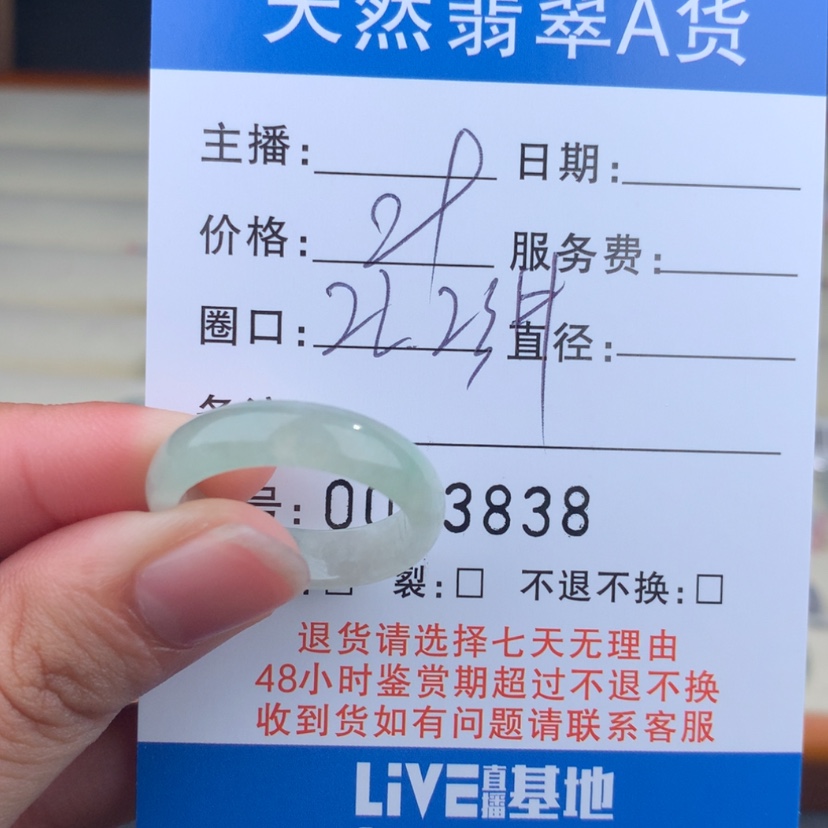 天然翡翠A货
主播: 日期:
价格: 28 服务费:
圈口: 22.23 直径:
号: 00 3838
裂:□ 不退不换:□
退货请选择七天无理由
48小时鉴赏期超过不退不换
收到货如有问题请联系客服
LiVE直播基地